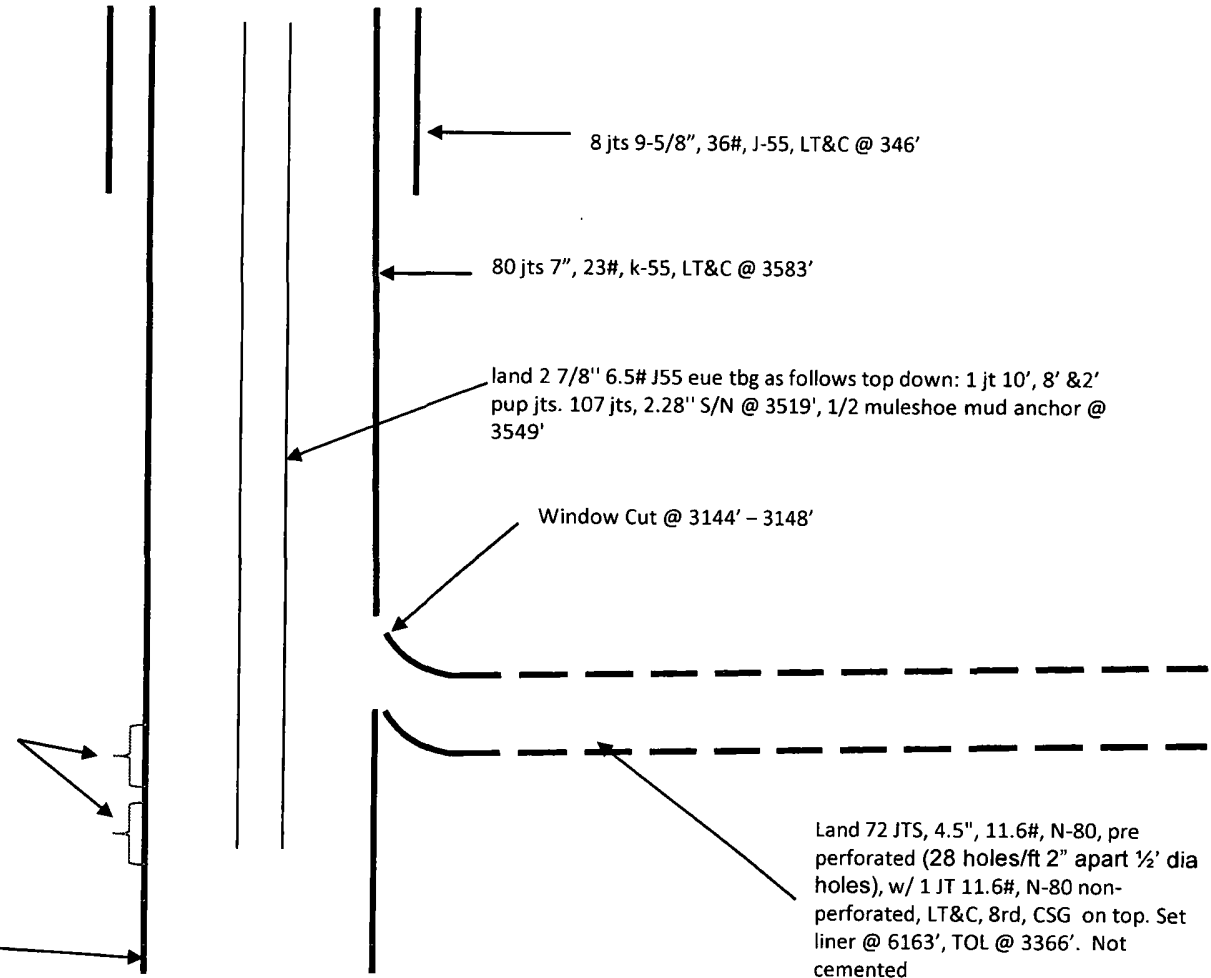 8 jts 9-5/8”, 36#, J-55, LT&C @ 346’
80 jts 7”, 23#, k-55, LT&C @ 3583’
land 2 7/8'' 6.5# J55 eue tbg as follows top down: 1 jt 10’, 8’ &2’
pup jts. 107 jts, 2.28'' S/N @ 3519', 1/2 muleshoe mud anchor @
3549'
Window Cut @ 3144’ – 3148’
Land 72 JTS, 4.5", 11.6#, N-80, pre
perforated (28 holes/ft 2” apart ½’ dia
holes), w/ 1 JT 11.6#, N-80 non-
perforated, LT&C, 8rd, CSG on top. Set
liner @ 6163’, TOL @ 3366’. Not
cemented